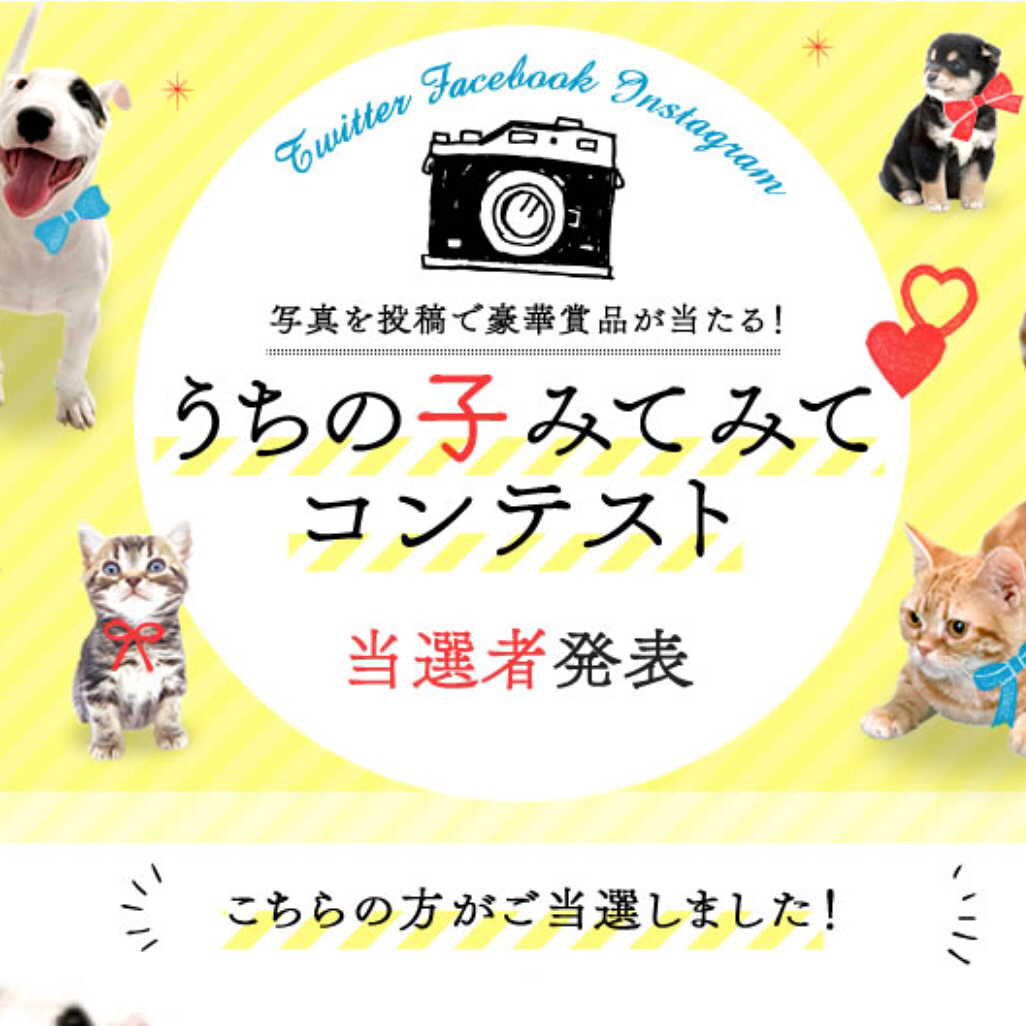 Twitter Facebook Instagram
写真を投稿で豪華賞品が当たる!
うちの子みてみて
コンテスト
当選者発表
こちらの方がご当選しました!